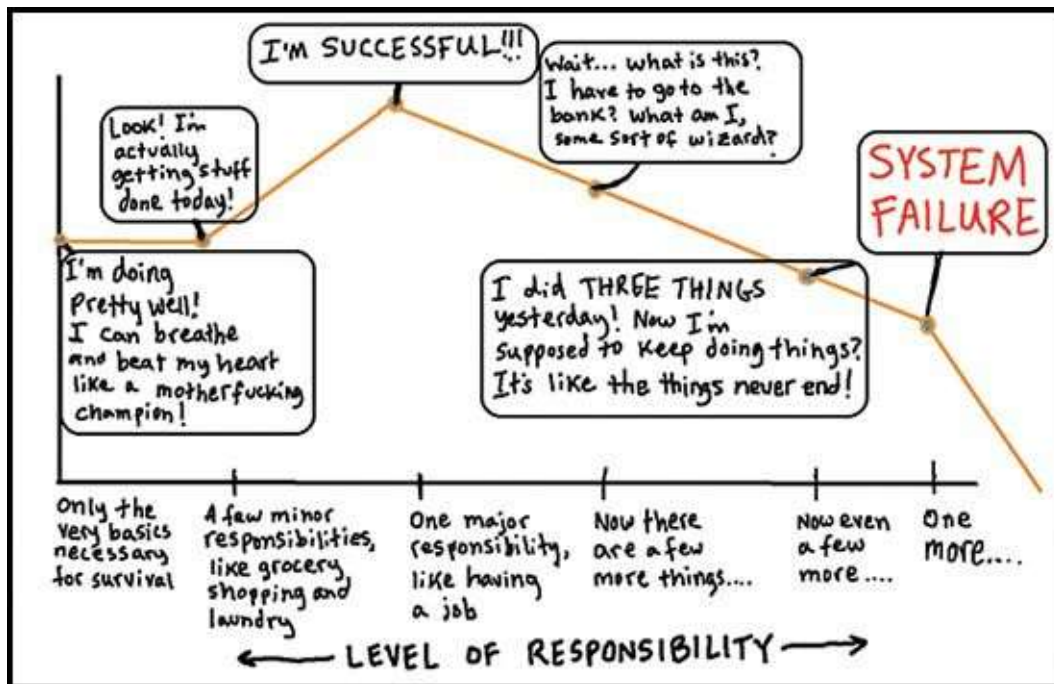 I'M SUCCESSFUL!!!
Wait... what is this?
I have to go to the
bank? What am I,
some sort of wizard?
Look! I'm
actually
getting stuff
done today!
SYSTEM
FAILURE
I'm doing
Pretty well!
I can breathe
and beat my heart
like a motherfucking
champion!
I did THREE THINGS
yesterday! Now I'm
supposed to keep doing things?
It's like the things never end!
Only the
very basics
necessary
for survival
A few minor
responsibilities,
like grocery
shopping and
laundry
One major
responsibility,
like having
a job
Now there
are a few
more things....
Now even
a few
more ....
One
more....
LEVEL OF RESPONSIBILITY